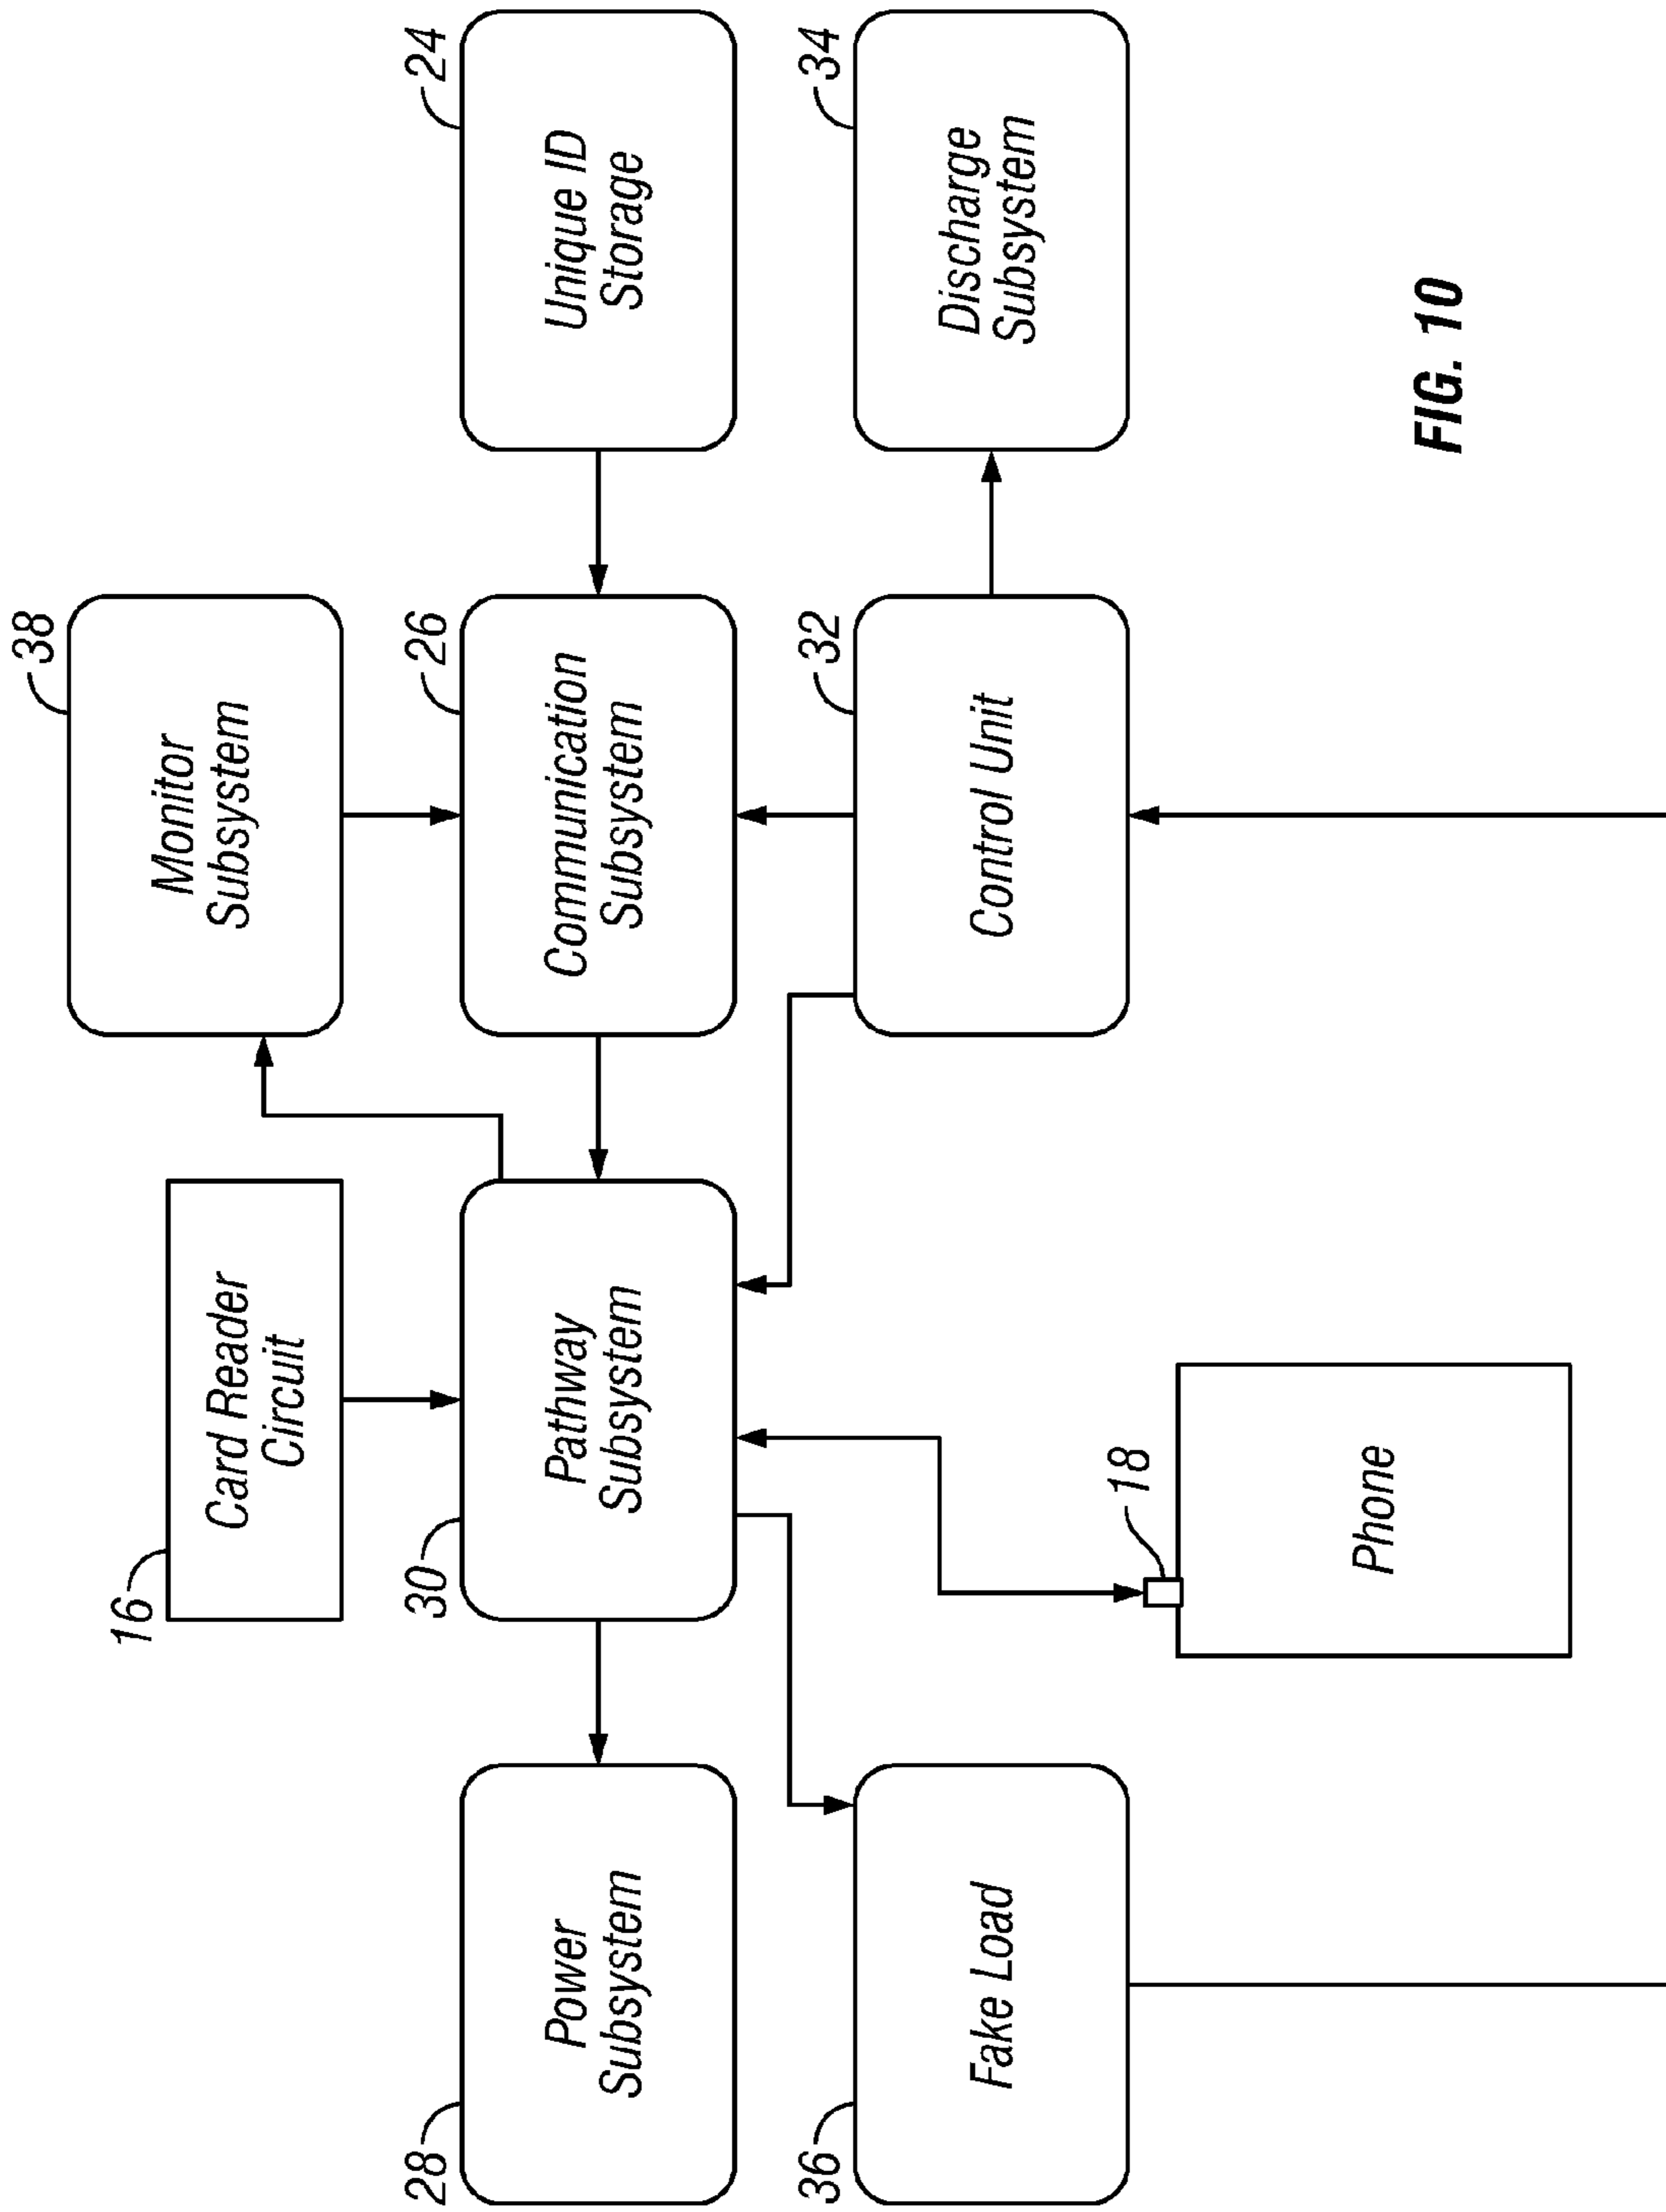 38
Monitor
Subsystem
16
Card Reader
Circuit
28
Power
Subsystem
30
Pathway
Subsystem
26
Communication
Subsystem
24
Unique ID
Storage
36
Fake Load
32
Control Unit
34
Discharge
Subsystem
18
Phone
FIG. 10